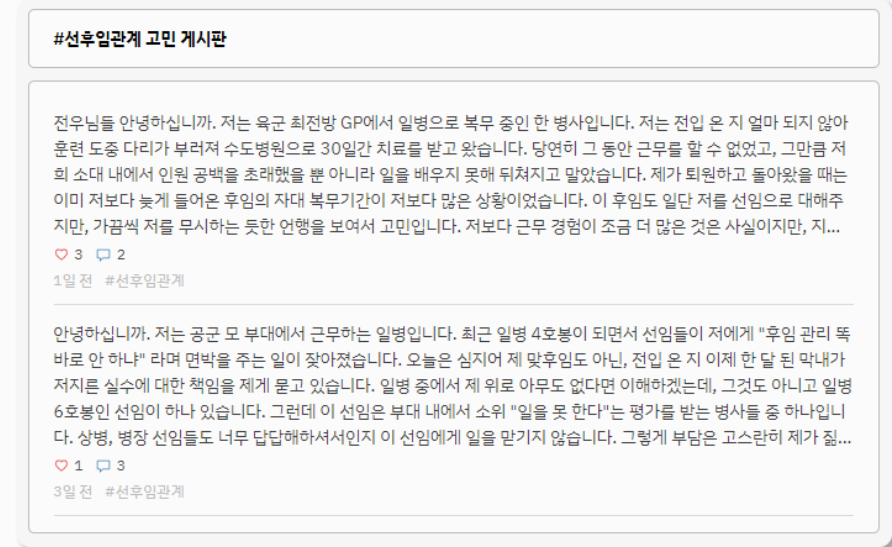 #선후임관계 고민 게시판
전우님들 안녕하십니까. 저는 육군 최전방 GP에서 일병으로 복무 중인 한 병사입니다. 저는 전입 온 지 얼마 되지 않아
훈련 도중 다리가 부러져 수도병원으로 30일간 치료를 받고 왔습니다. 당연히 그 동안 근무를 할 수 없었고, 그만큼 저
희 소대 내에서 인원 공백을 초래했을 뿐 아니라 일을 배우지 못해 뒤쳐지고 말았습니다. 제가 퇴원하고 돌아왔을 때는
이미 저보다 늦게 들어온 후임의 자대 복무기간이 저보다 많은 상황이었습니다. 이 후임도 일단 저를 선임으로 대해주
지만, 가끔씩 저를 무시하는 듯한 언행을 보여서 고민입니다. 저보다 근무 경험이 조금 더 많은 것은 사실이지만, 지...
3 2
1일 전 #선후임관계
안녕하십니까. 저는 공군 모 부대에서 근무하는 일병입니다. 최근 일병 4호봉이 되면서 선임들이 저에게 "후임 관리 똑
바로 안 하냐" 라며 면박을 주는 일이 잦아졌습니다. 오늘은 심지어 제 맞후임도 아닌, 전입 온 지 이제 한 달 된 막내가
저지른 실수에 대한 책임을 제게 묻고 있습니다. 일병 중에서 제 위로 아무도 없다면 이해하겠는데, 그것도 아니고 일병
6호봉인 선임이 하나 있습니다. 그런데 이 선임은 부대 내에서 소위 "일을 못 한다"는 평가를 받는 병사들 중 하나입니
다. 상병, 병장 선임들도 너무 답답해하셔서인지 이 선임에게 일을 맏기지 않습니다. 그렇게 부담은 고스란히 제가 짊...
1 3
3일 전 #선후임관계